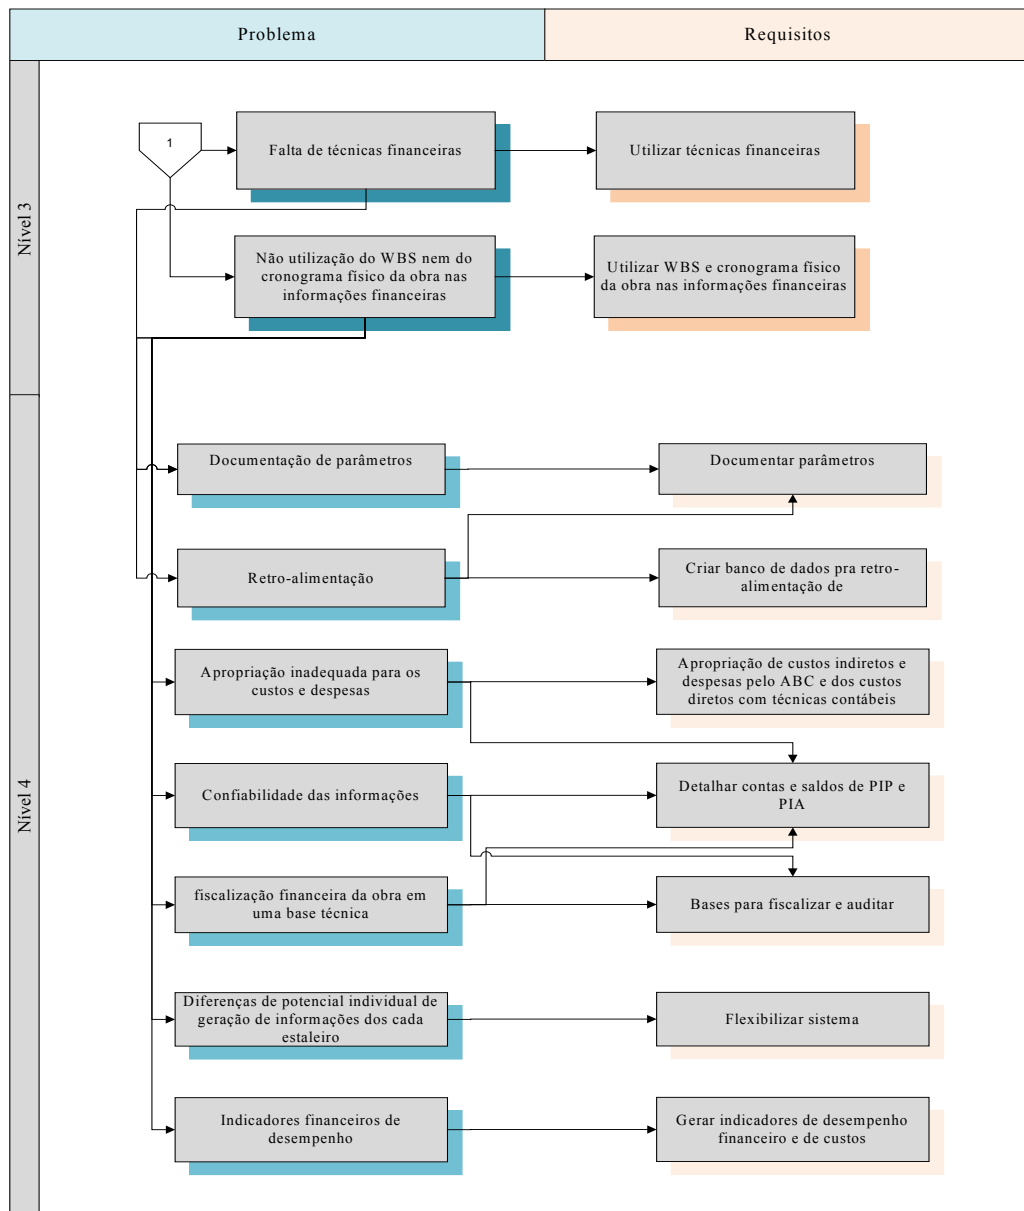 Problema
Requisitos
Nível 3
1
Falta de técnicas financeiras
Utilizar técnicas financeiras
Não utilização do WBS nem do
cronograma físico da obra nas
informações financeiras
Utilizar WBS e cronograma físico
da obra nas informações financeiras
Nível 4
Documentação de parâmetros
Documentar parâmetros
Retro-alimentação
Criar banco de dados pra retro-
alimentação de
Apropriação inadequada para os
custos e despesas
Apropriação de custos indiretos e
despesas pelo ABC e dos custos
diretos com técnicas contábeis
Confiabilidade das informações
Detalhar contas e saldos de PIP e
PIA
fiscalização financeira da obra em
uma base técnica
Bases para fiscalizar e auditar
Diferenças de potencial individual de
geração de informações dos cada
estaleiro
Flexibilizar sistema
Indicadores financeiros de
desempenho
Gerar indicadores de desempenho
financeiro e de custos